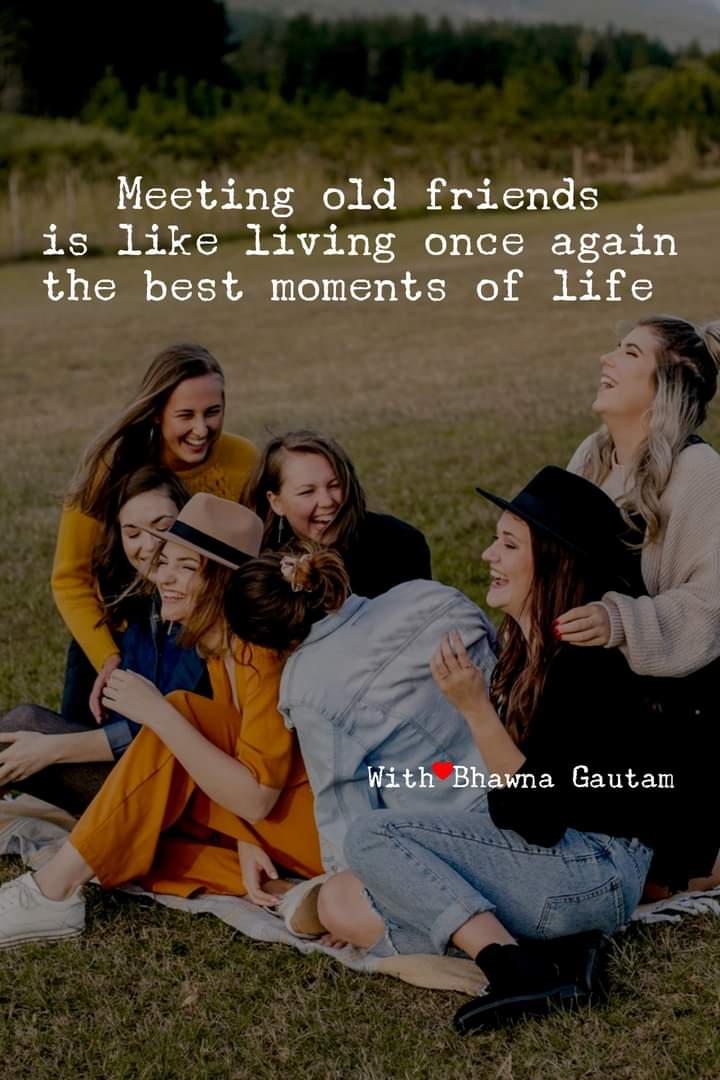 Meeting old friends
is like living once again
the best moments of life
With❤Bhawna Gautam